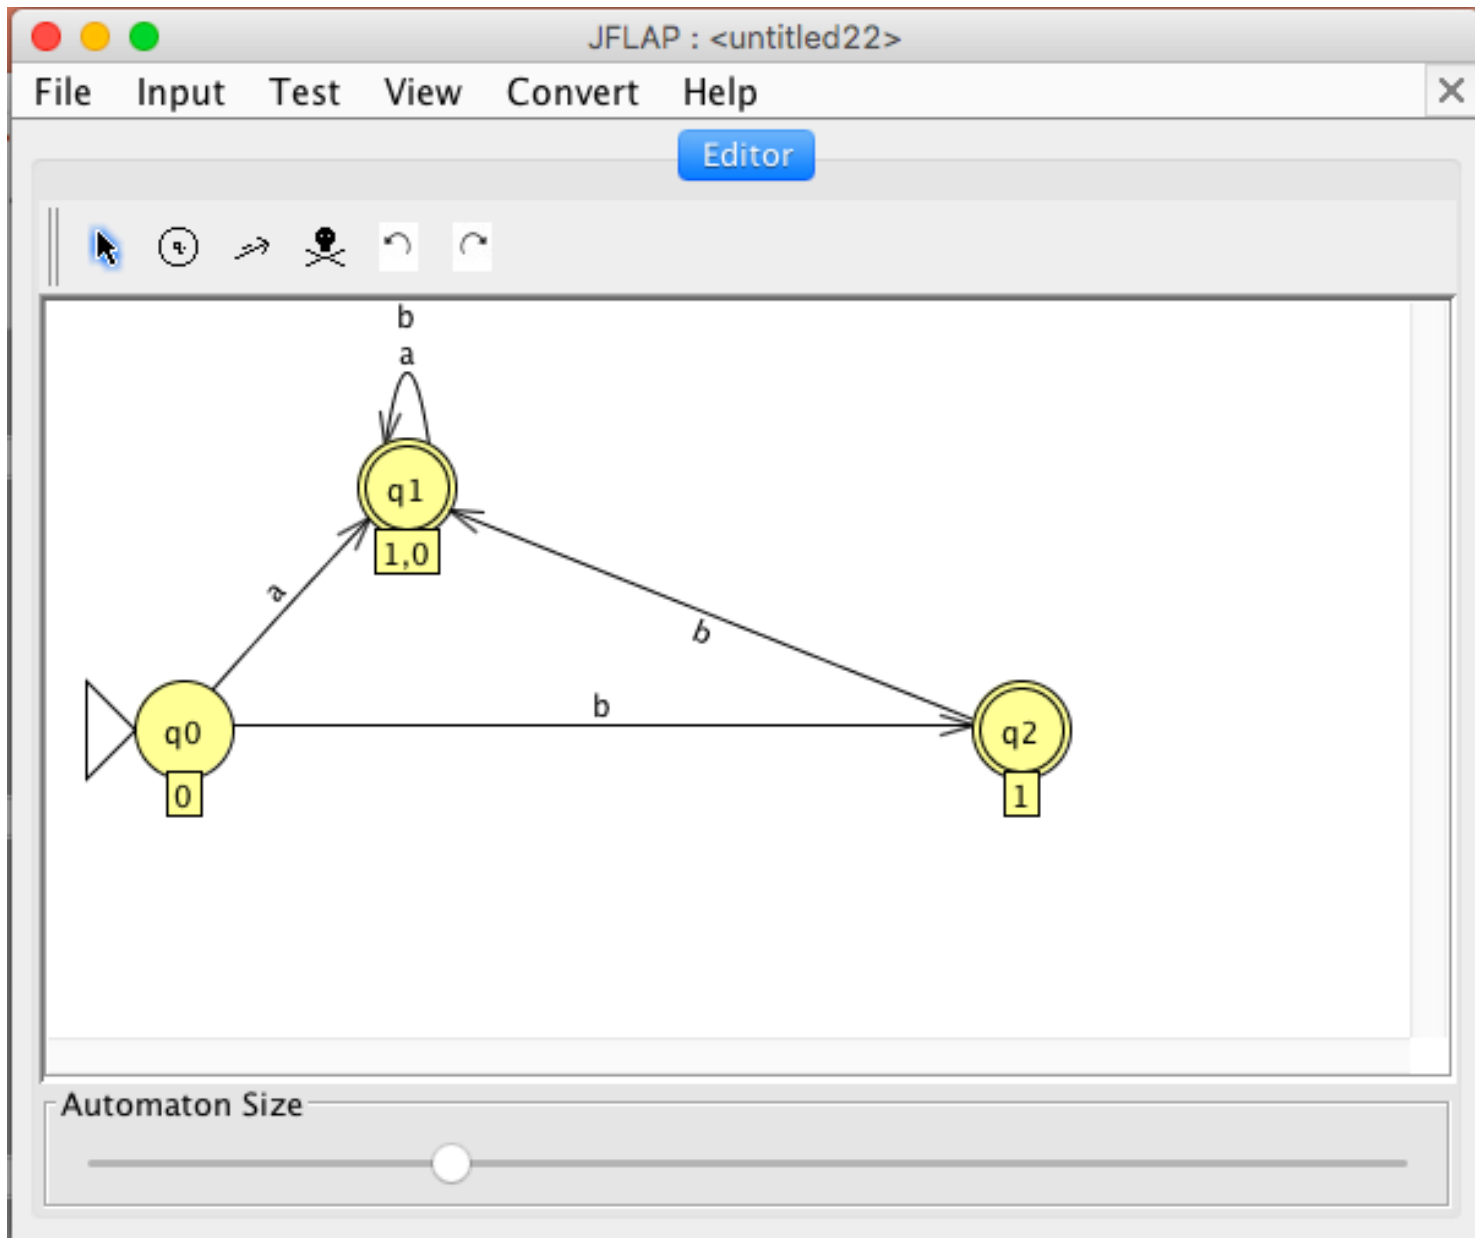 JFLAP : <untitled22>
File Input Test View Convert Help
Editor
q
b
a
q1
1,0
a
b
b
q0
0
q2
1
Automaton Size